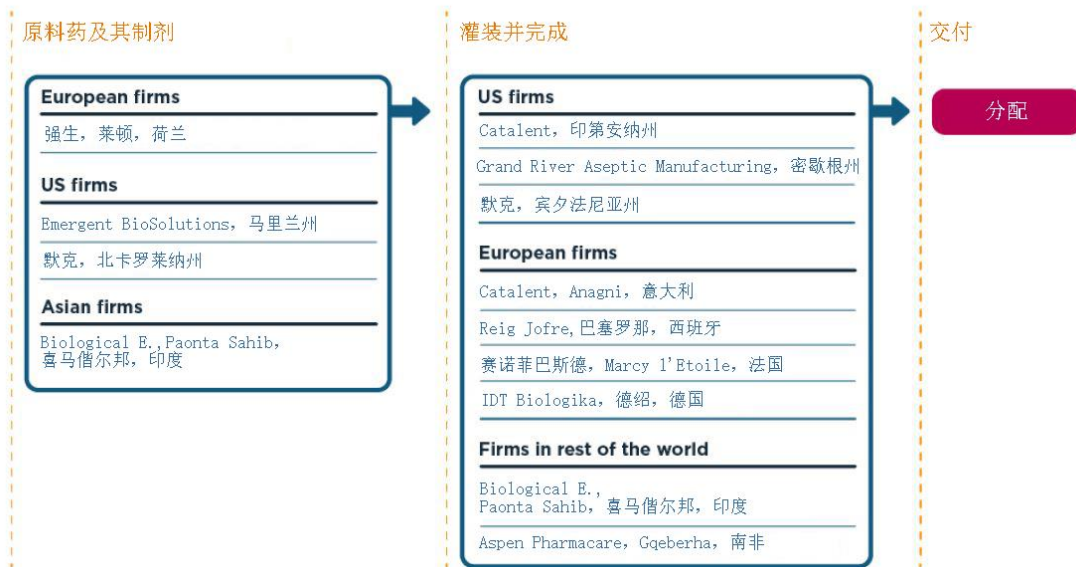 原料药及其制剂
European firms
强生，莱顿，荷兰
US firms
Emergent BioSolutions，马里兰州
默克，北卡罗莱纳州
Asian firms
Biological E.,Paonta Sahib，
喜马偕尔邦，印度
灌装并完成
US firms
Catalent，印第安纳州
Grand River Aseptic Manufacturing，密歇根州
默克，宾夕法尼亚州
European firms
Catalent，Anagni，意大利
Reig Jofre,巴塞罗那，西班牙
赛诺菲巴斯德，Marcy l'Etoile，法国
IDT Biologika，德绍，德国
Firms in rest of the world
Biological E.，
Paonta Sahib，喜马偕尔邦，印度
Aspen Pharmacare，Gqeberha，南非
交付
分配